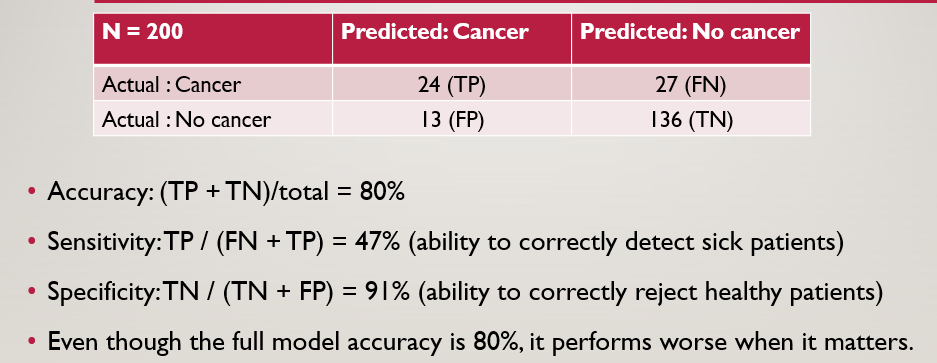 N = 200 Predicted: Cancer Predicted: No cancer
Actual : Cancer 24 (TP) 27 (FN)
Actual : No cancer 13 (FP) 136 (TN)
• Accuracy: (TP + TN)/total = 80%
• Sensitivity: TP / (FN + TP) = 47% (ability to correctly detect sick patients)
• Specificity: TN / (TN + FP) = 91% (ability to correctly reject healthy patients)
• Even though the full model accuracy is 80%, it performs worse when it matters.